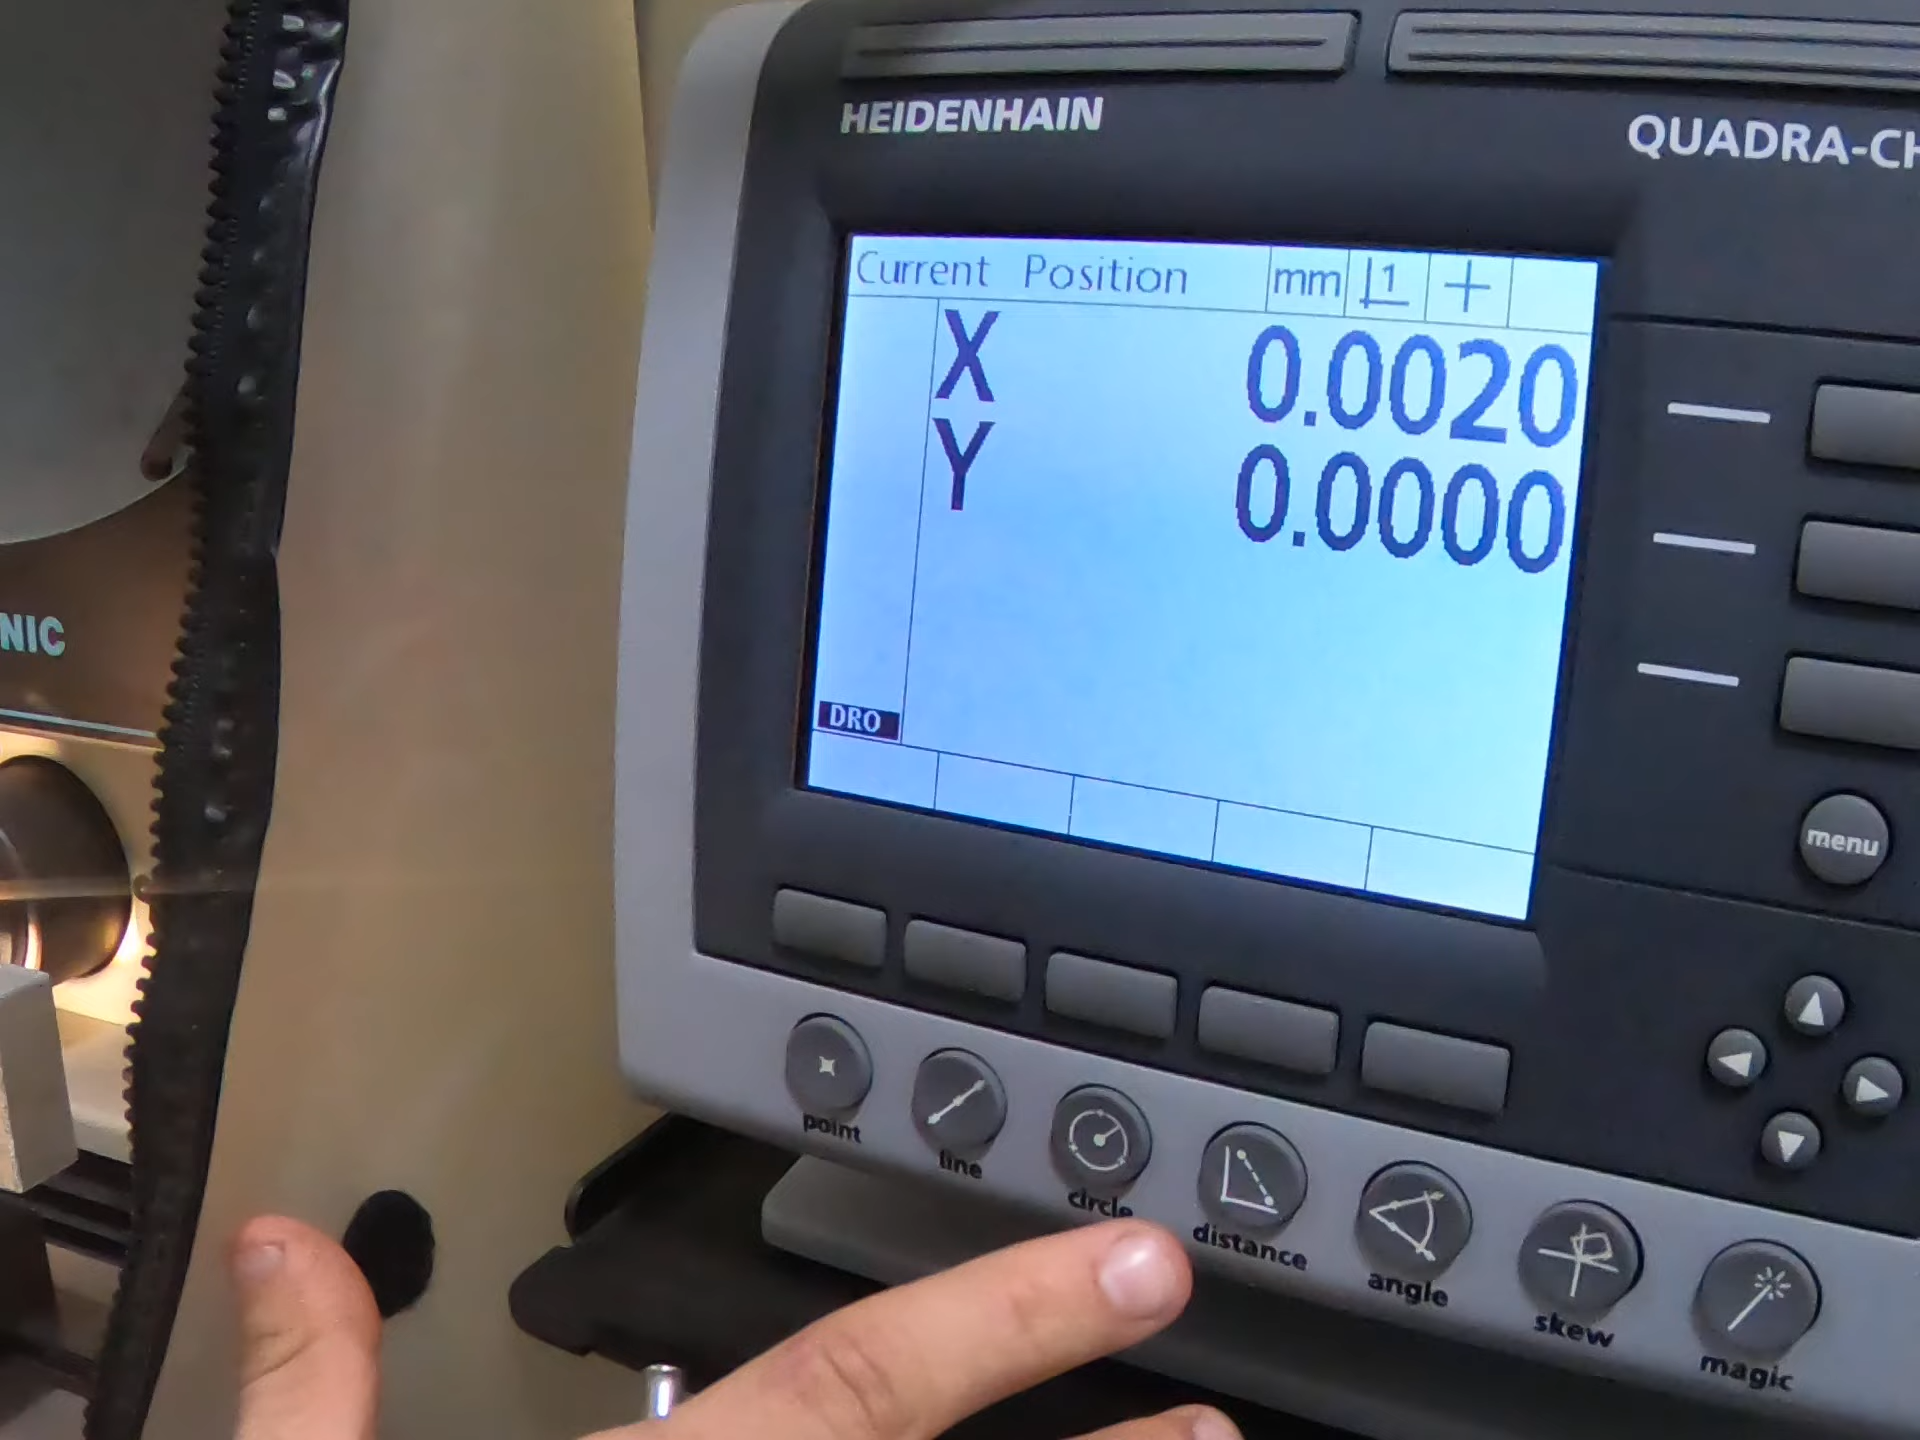 HEIDENHAIN
QUADRA-CH
Current Position mm 1
X 0.0020
Y 0.0000
DRO
NIC
menu
point
line
circle
distance
angle
skew
magic